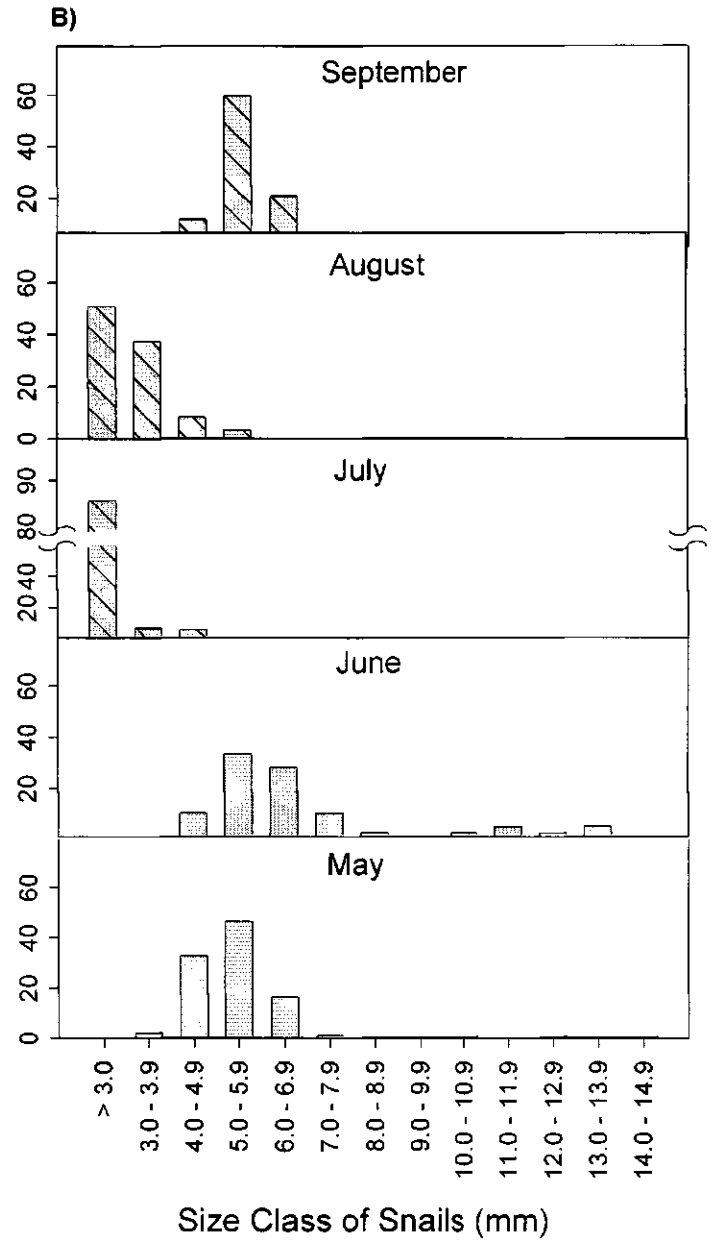 B)
September
60
40
20
August
60
40
20
0
July
90
80
40
20
June
60
40
20
May
60
40
20
0
> 3.0
3.0 - 3.9
4.0 - 4.9
5.0 - 5.9
6.0 - 6.9
7.0 - 7.9
8.0 - 8.9
9.0 - 9.9
10.0 - 10.9
11.0 - 11.9
12.0 - 12.9
13.0 - 13.9
14.0 - 14.9
Size Class of Snails (mm)